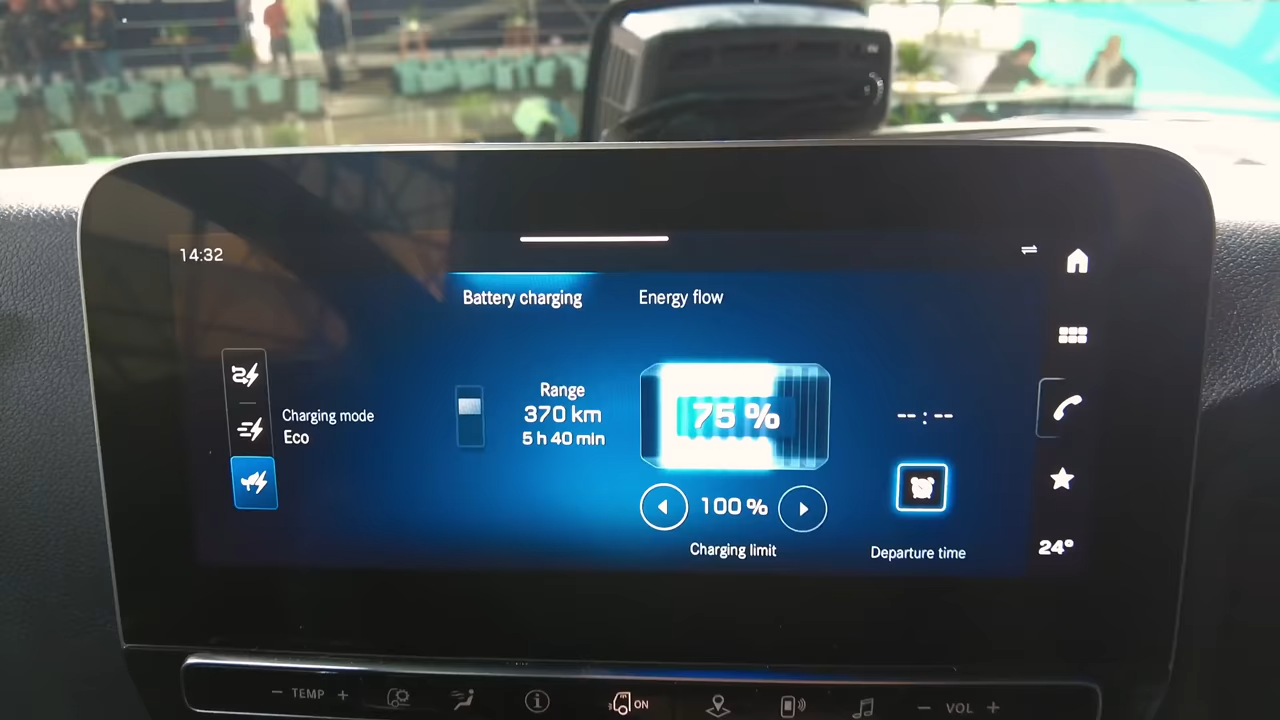 14:32
Battery charging
Energy flow
Charging mode
Eco
Range
370 km
5 h 40 min
75 %
--:--
100 %
Charging limit
Departure time
24°
− TEMP +
ON
− VOL +